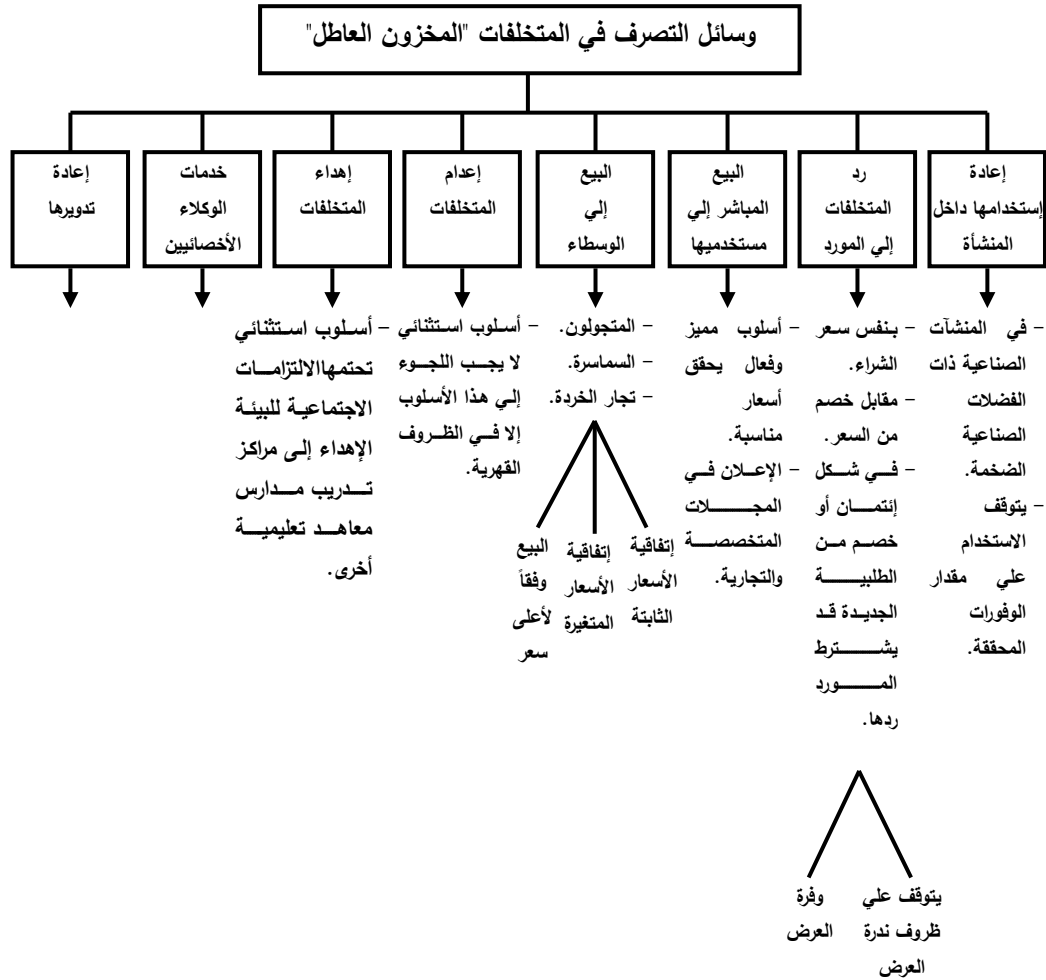 وسائل التصرف في المتخلفات "المخزون العاطل"
إعادة
إستخدامها داخل
المنشأة
رد
المتخلفات
إلي المورد
البيع
المباشر إلي
مستخدميها
البيع
إلي
الوسطاء
إعدام
المتخلفات
إهداء
المتخلفات
خدمات
الوكلاء
الأخصائيين
إعادة
تدويرها
- في المنشآت
الصناعية ذات
الفضلات
الصناعية
الضخمة.
- يتوقف
الاستخدام
علي مقدار
الوفورات
المحققة.
- بنفس سعر
الشراء.
- مقابل خصم
من السعر.
- في شكل
إئتمان أو
خصم من
الطلبية
الجديدة قد
يشترط
المورد
ردها.
يتوقف علي
ظروف ندرة
العرض
وفرة
العرض
- أسلوب مميز
وفعال يحقق
أسعار
مناسبة.
- الإعلان في
المجلات
المتخصصة
والتجارية.
- المتجولون.
- السماسرة.
- تجار الخردة.
إتفاقية
الأسعار
الثابتة
إتفاقية
الأسعار
المتغيرة
البيع
وفقاً
لأعلى
سعر
- أسلوب استثنائي
لا يجب اللجوء
إلي هذا الأسلوب
إلا في الظروف
القهرية.
- أسلوب استثنائي
تحتمهاالالتزامات
الاجتماعية للبيئة
الإهداء إلى مراكز
تدريب مدارس
معاهد تعليمية
أخرى.